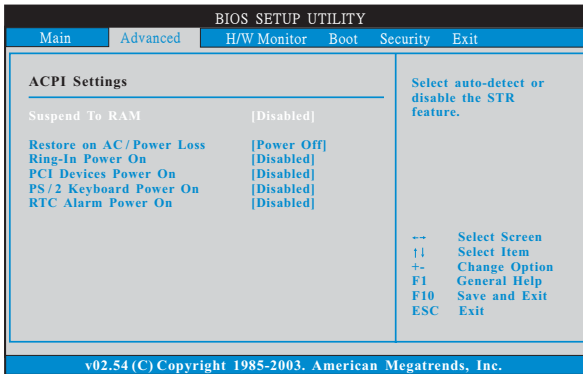 BIOS SETUP UTILITY
Main Advanced H/W Monitor Boot Security Exit
ACPI Settings
Suspend To RAM [Disabled]
Restore on AC / Power Loss [Power Off]
Ring-In Power On [Disabled]
PCI Devices Power On [Disabled]
PS / 2 Keyboard Power On [Disabled]
RTC Alarm Power On [Disabled]
Select auto-detect or
disable the STR
feature.
←→ Select Screen
↑↓ Select Item
+- Change Option
F1 General Help
F10 Save and Exit
ESC Exit
v02.54 (C) Copyright 1985-2003. American Megatrends, Inc.